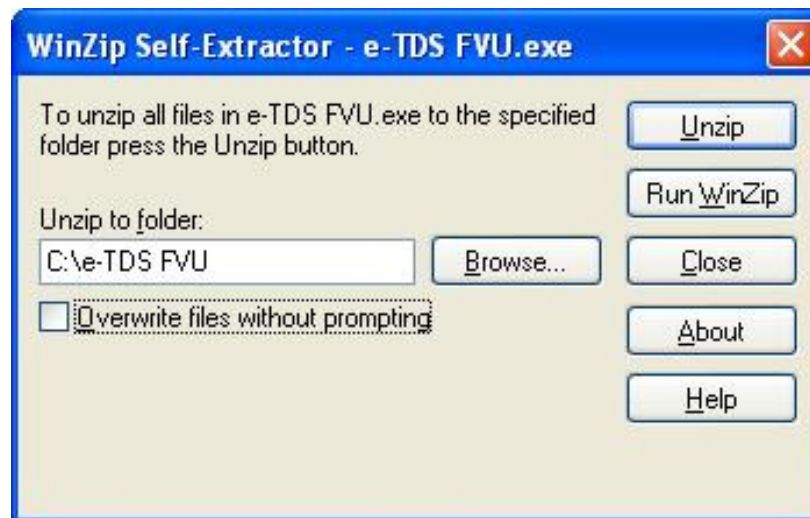 WinZip Self-Extractor - e-TDS FVU.exe
To unzip all files in e-TDS FVU.exe to the specified
folder press the Unzip button.
Unzip to folder:
C:\e-TDS FVU
Browse...
Overwrite files without prompting
Unzip
Run WinZip
Close
About
Help